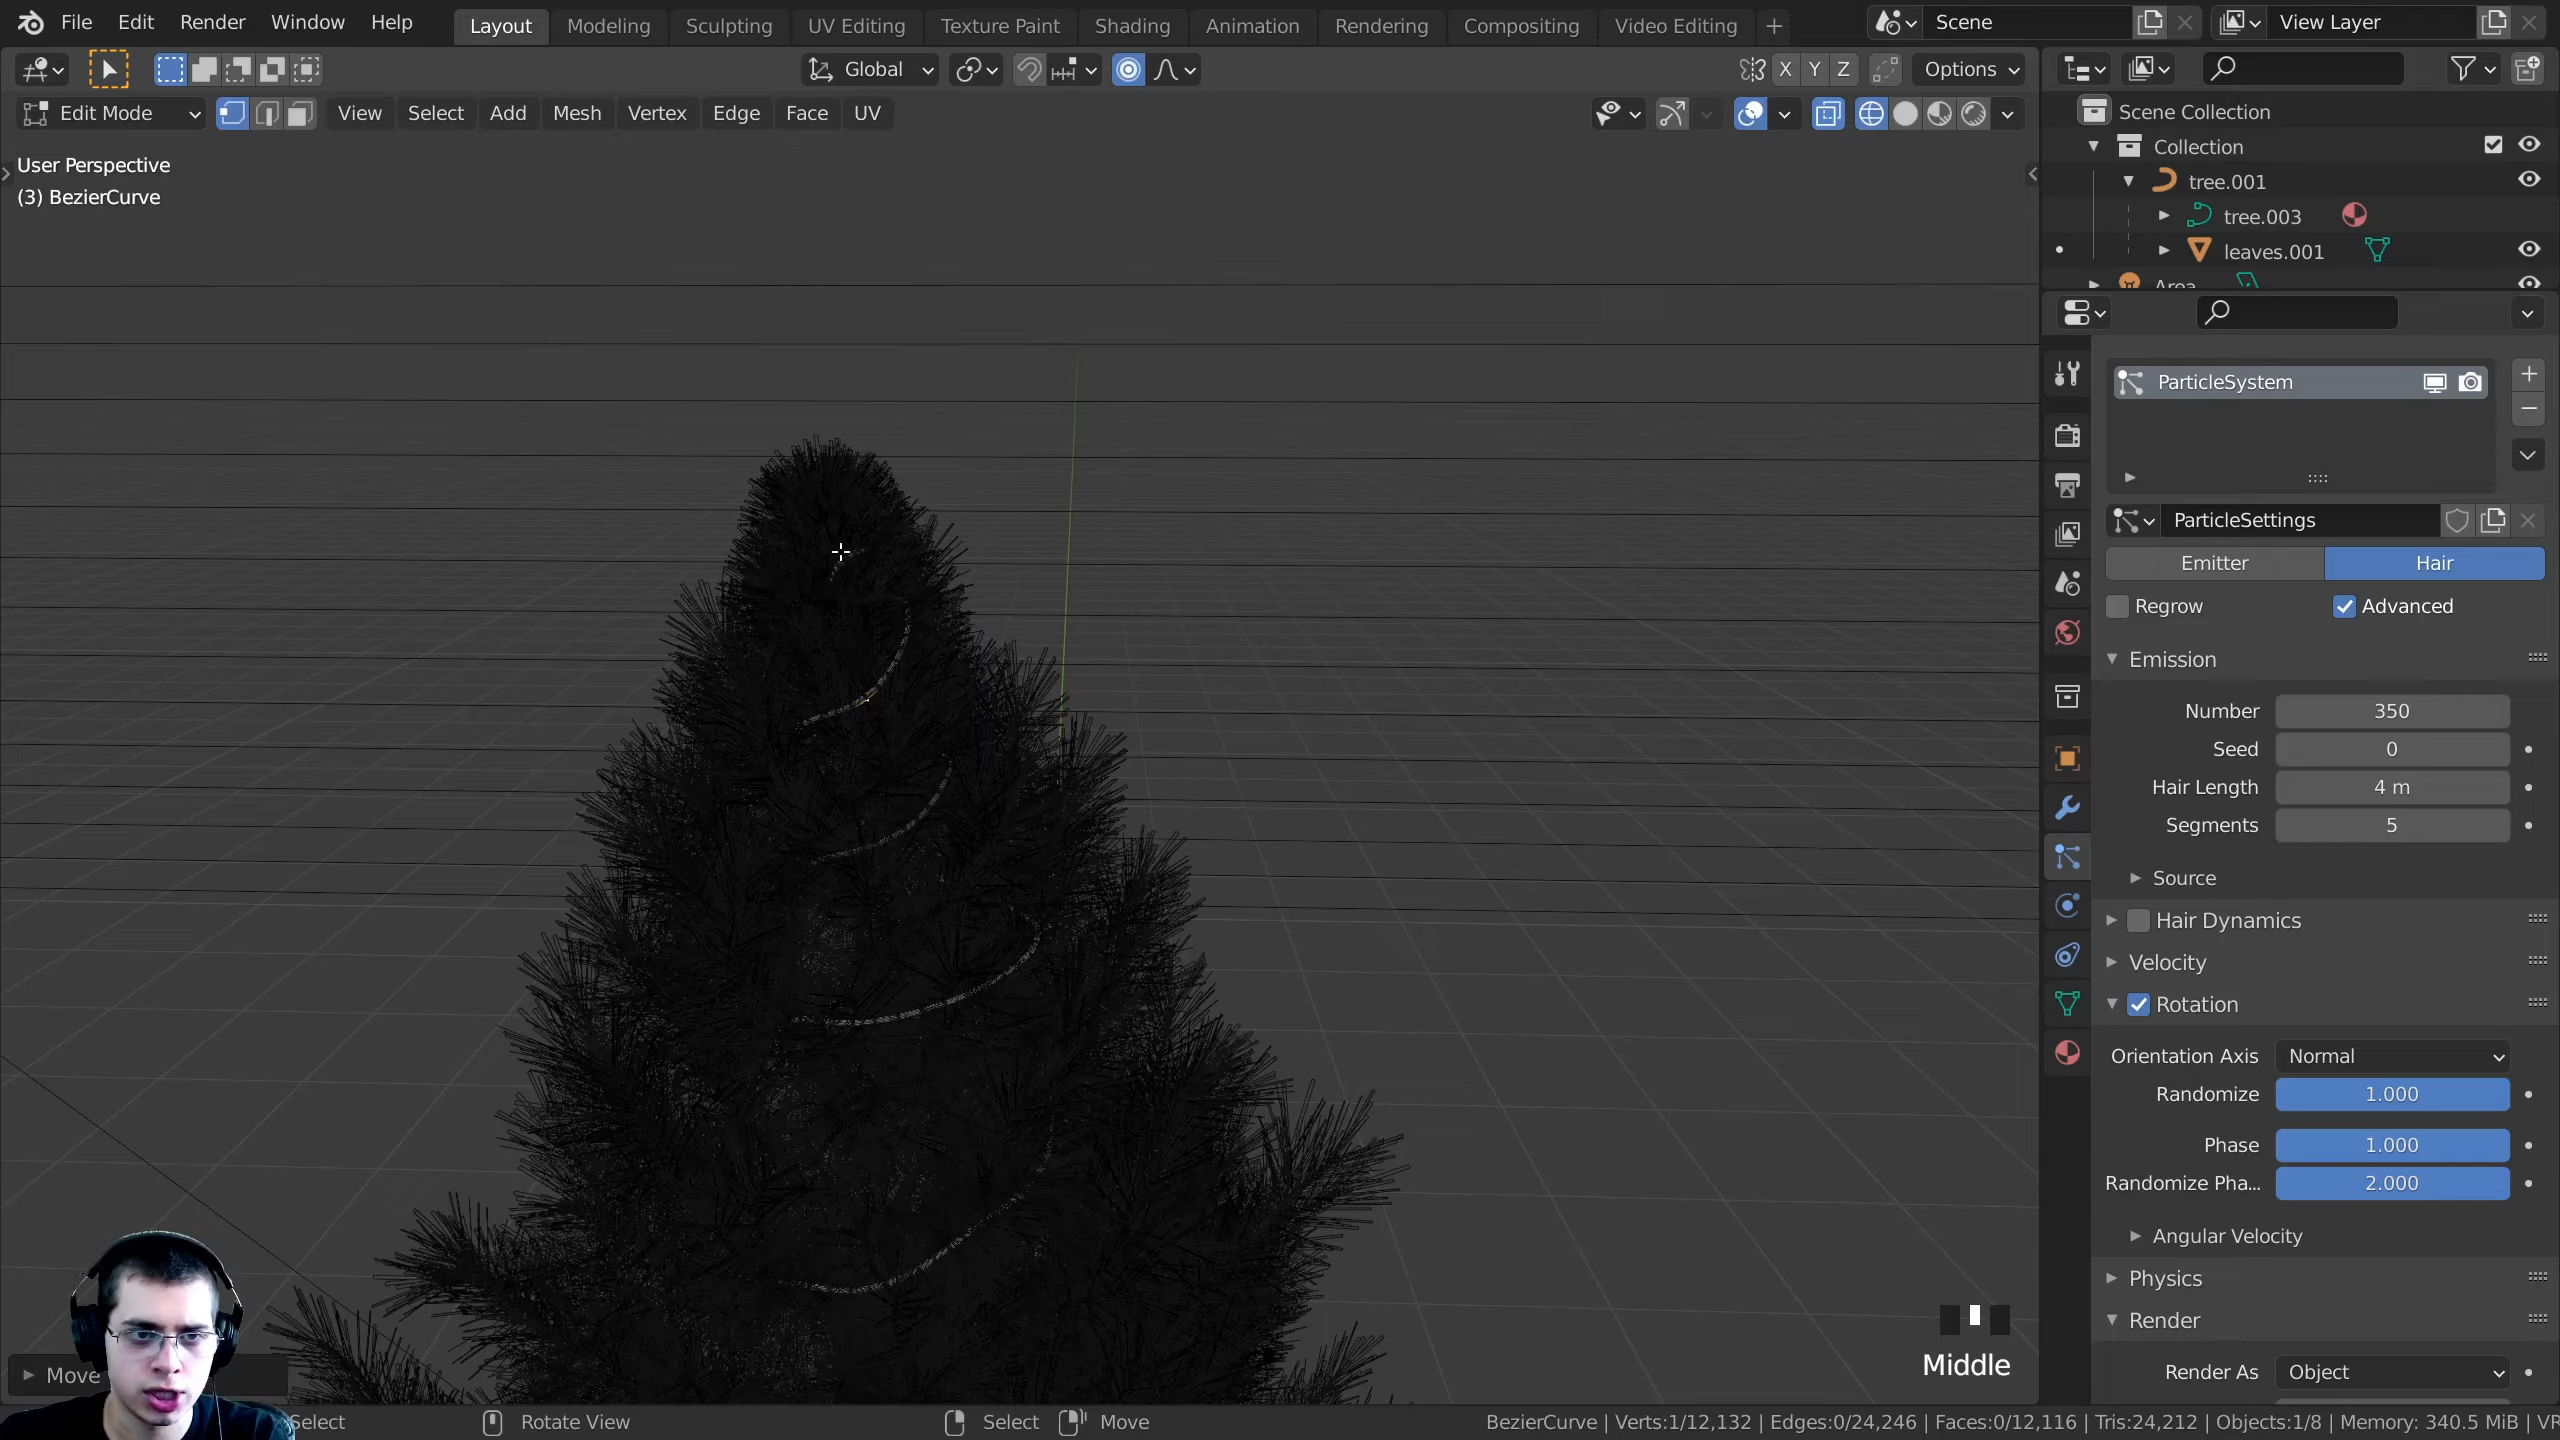 File Edit Render Window Help Layout Modeling Sculpting UV Editing Texture Paint Shading Animation Rendering Compositing Video Editing + Scene View Layer
Global X Y Z Options
Edit Mode View Select Add Mesh Vertex Edge Face UV
User Perspective
(3) BezierCurve
Scene Collection
Collection
tree.001
tree.003
leaves.001
Area
ParticleSystem
ParticleSettings
Emitter Hair
Regrow Advanced
Emission
Number 350
Seed 0
Hair Length 4 m
Segments 5
Source
Hair Dynamics
Velocity
Rotation
Orientation Axis Normal
Randomize 1.000
Phase 1.000
Randomize Pha... 2.000
Angular Velocity
Physics
Render
Render As Object
Middle
Move
Select Rotate View Select Move BezierCurve | Verts:1/12,132 | Edges:0/24,246 | Faces:0/12,116 | Tris:24,212 | Objects:1/8 | Memory: 340.5 MiB | VR